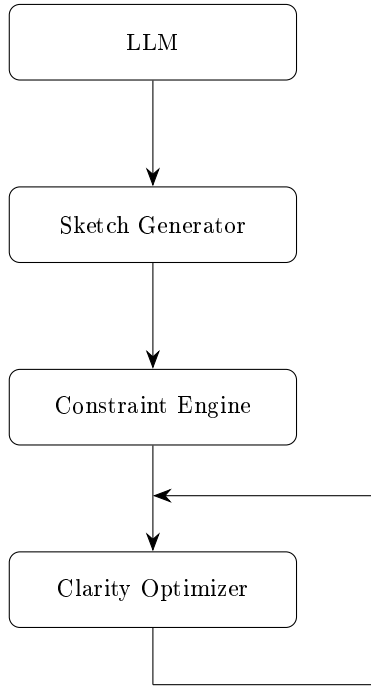 LLM
Sketch Generator
Constraint Engine
Clarity Optimizer